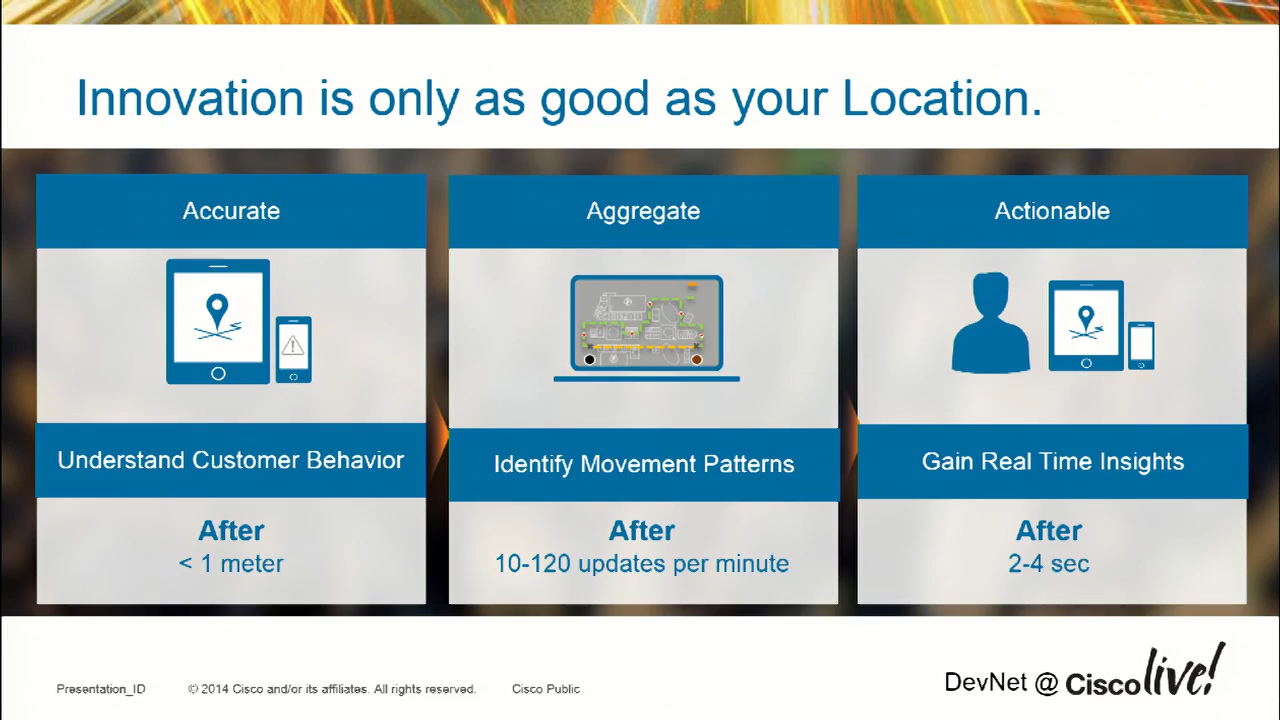 Innovation is only as good as your Location.
Accurate
Aggregate
Actionable
Understand Customer Behavior
Identify Movement Patterns
Gain Real Time Insights
After
< 1 meter
After
10-120 updates per minute
After
2-4 sec
Presentation_ID
© 2014 Cisco and/or its affiliates. All rights reserved.
Cisco Public
DevNet @ Cisco live!